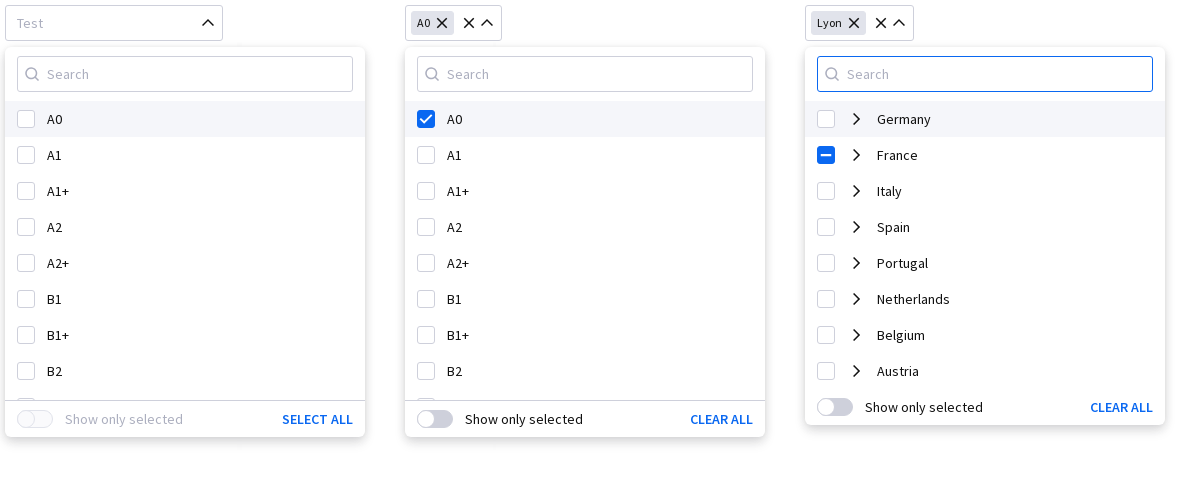 Test
Search
A0
A1
A1+
A2
A2+
B1
B1+
B2
Show only selected
SELECT ALL
A0
Search
A0
A1
A1+
A2
A2+
B1
B1+
B2
Show only selected
CLEAR ALL
Lyon
Search
Germany
France
Italy
Spain
Portugal
Netherlands
Belgium
Austria
Show only selected
CLEAR ALL